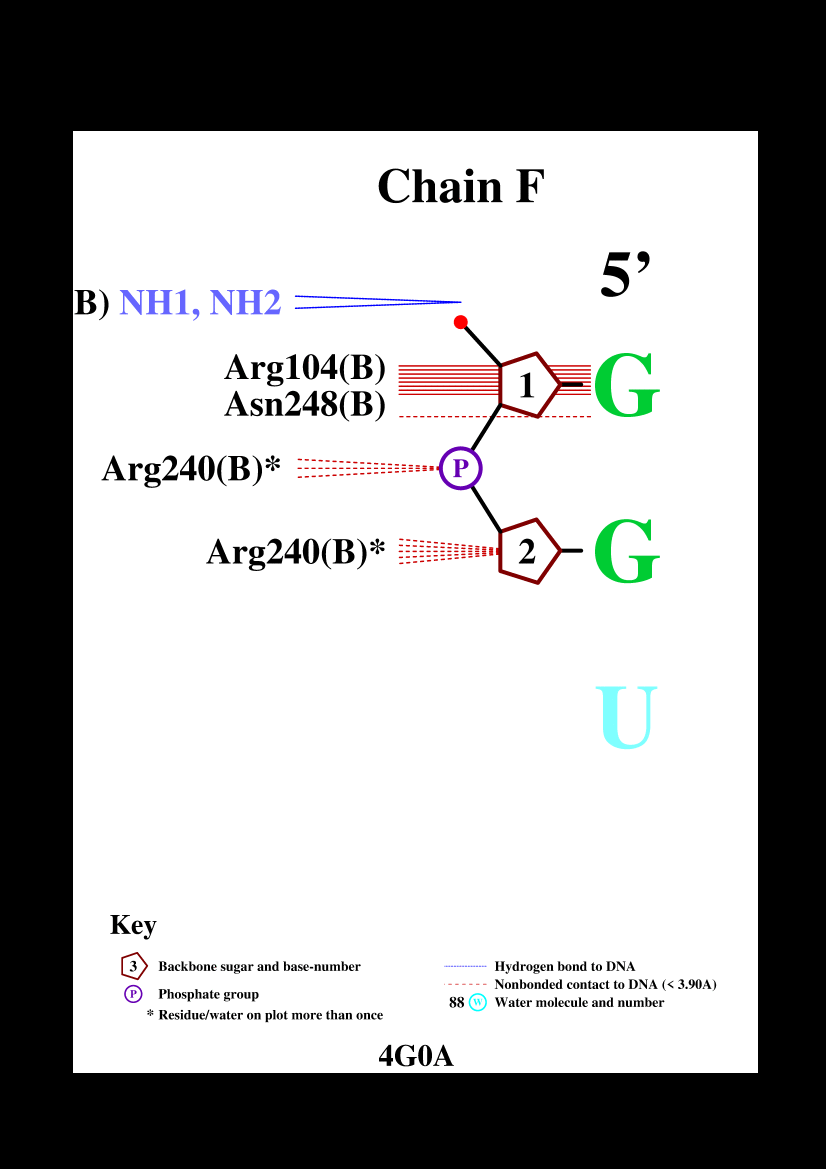 Chain F
5’
B) NH1, NH2
Arg104(B)
1
G
Asn248(B)
Arg240(B)*
P
Arg240(B)*
2
G
U
Key
3 Backbone sugar and base-number
P Phosphate group
* Residue/water on plot more than once
Hydrogen bond to DNA
Nonbonded contact to DNA (< 3.90A)
88 W Water molecule and number
4G0A